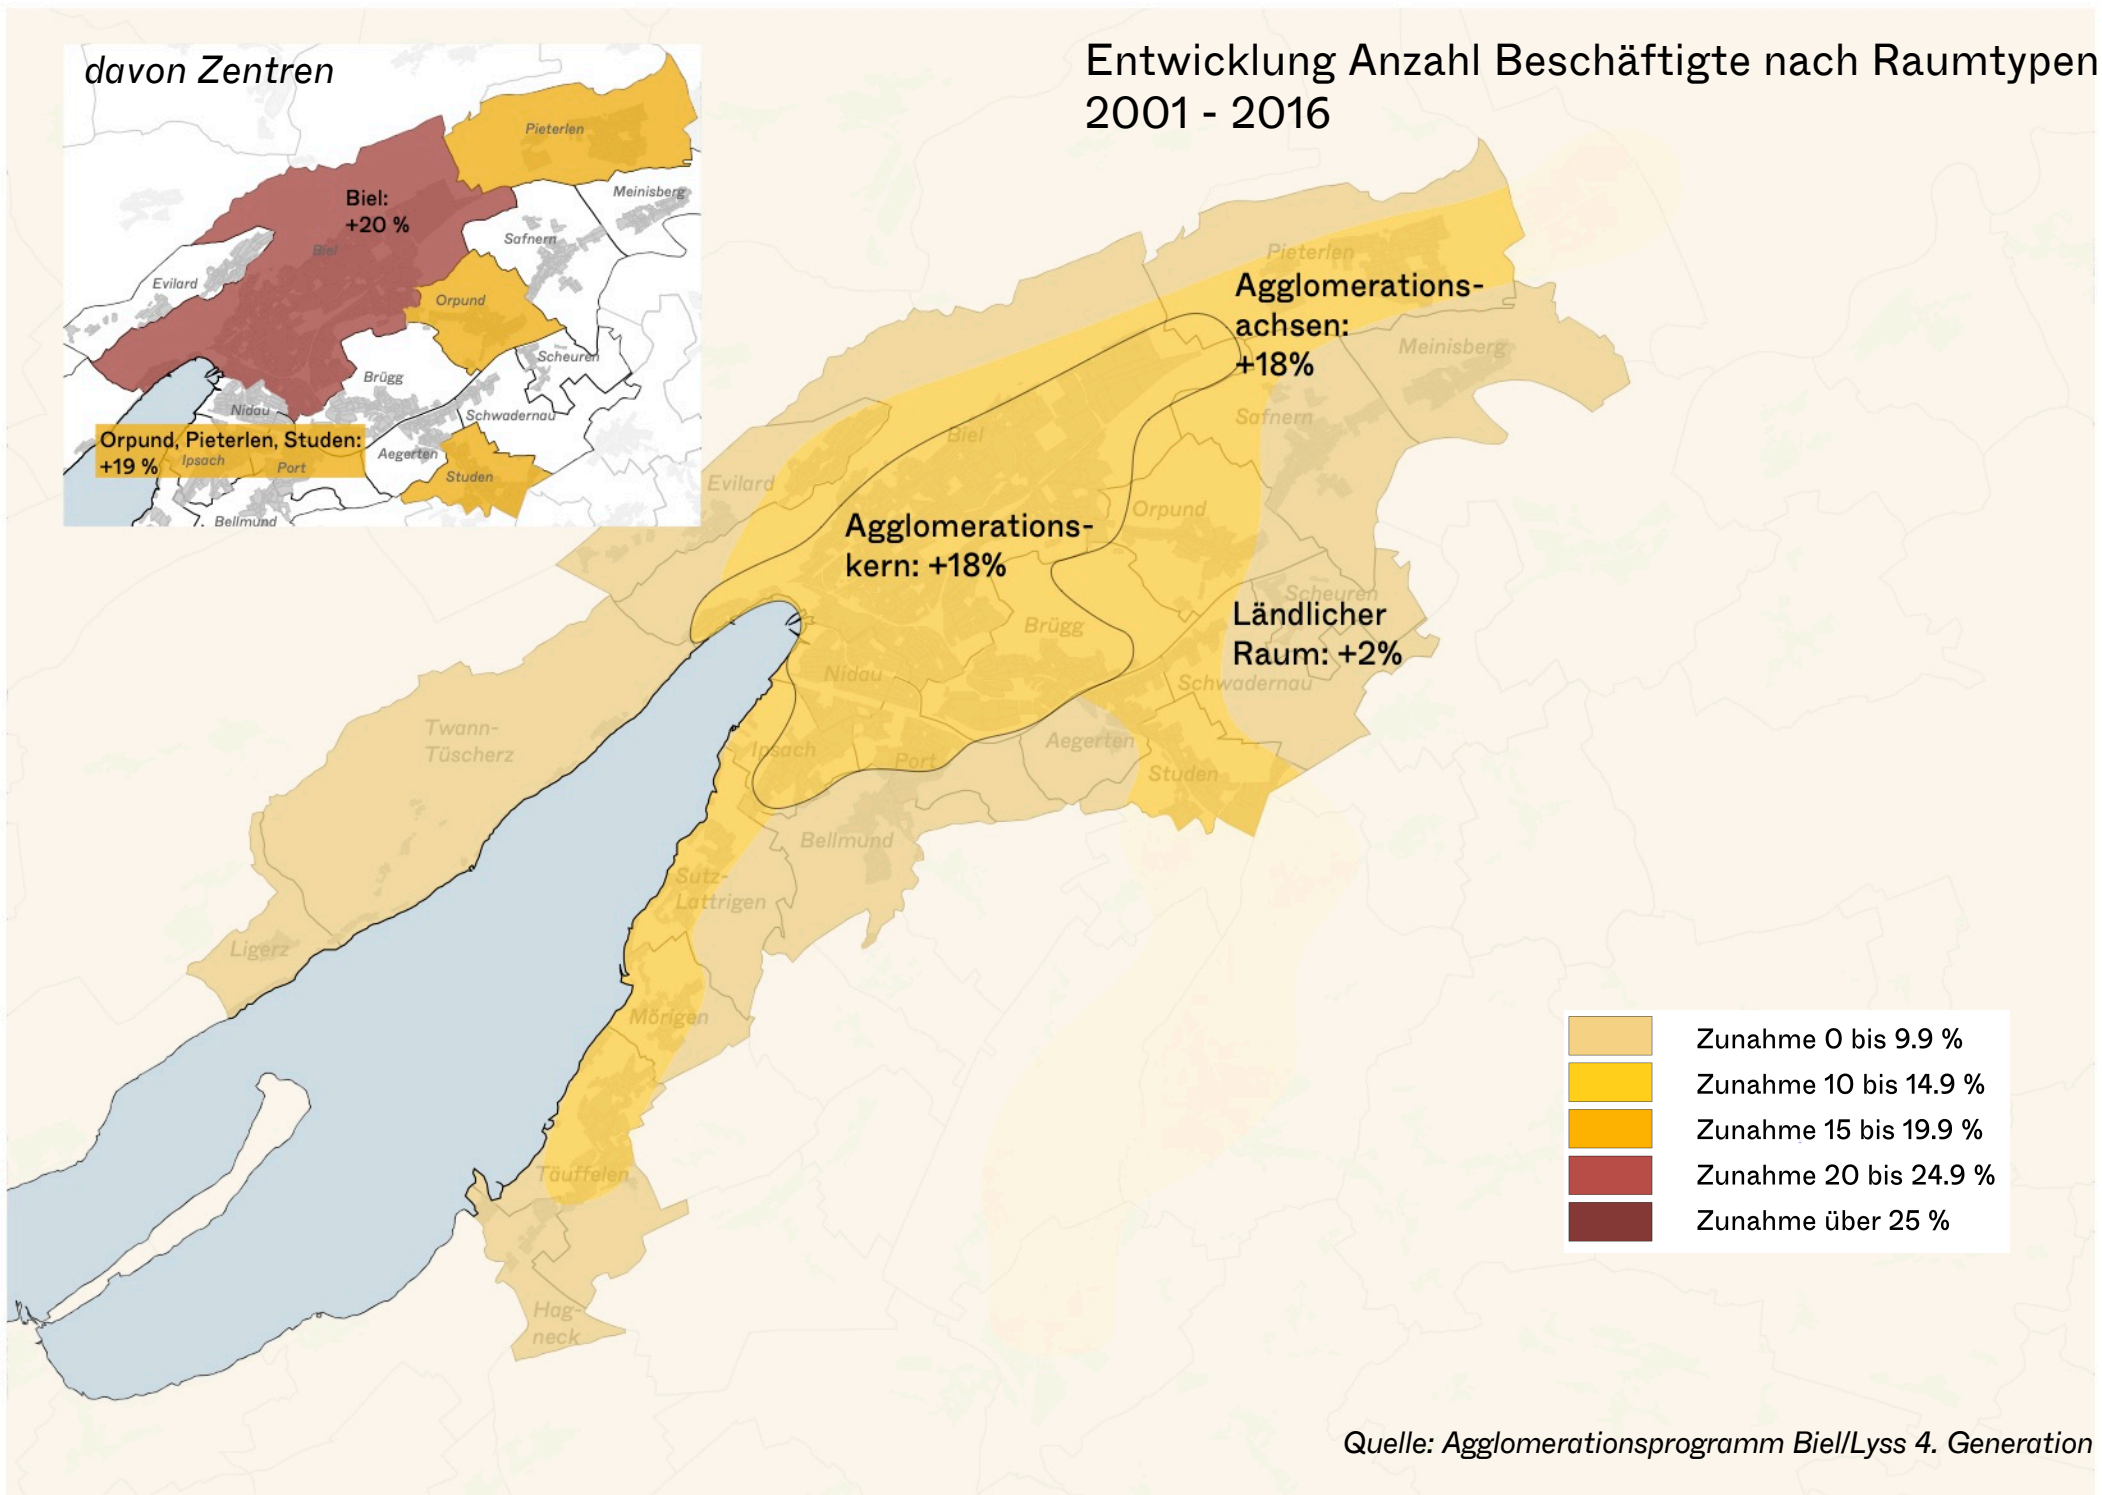 davon Zentren
Entwicklung Anzahl Beschäftigte nach Raumtypen
2001 - 2016
Pieterlen
Meinisberg
Biel:
+20 %
Biel
Safnern
Evilard
Orpund
Scheuren
Brügg
Nidau
Schwadernau
Orpund, Pieterlen, Studen:
+19 %
Ipsach
Port
Aegerten
Studen
Bellmund
Pieterlen
Agglomerations-
achsen:
+18%
Meinisberg
Safnern
Biel
Evilard
Orpund
Agglomerations-
kern: +18%
Scheuren
Ländlicher
Raum: +2%
Brügg
Nidau
Schwadernau
Twann-
Tüscherz
Ipsach
Port
Aegerten
Studen
Bellmund
Sutz-
Lattrigen
Ligerz
Mörigen
Täuffelen
Hag-
neck
Zunahme 0 bis 9.9 %
Zunahme 10 bis 14.9 %
Zunahme 15 bis 19.9 %
Zunahme 20 bis 24.9 %
Zunahme über 25 %
Quelle: Agglomerationsprogramm Biel/Lyss 4. Generation